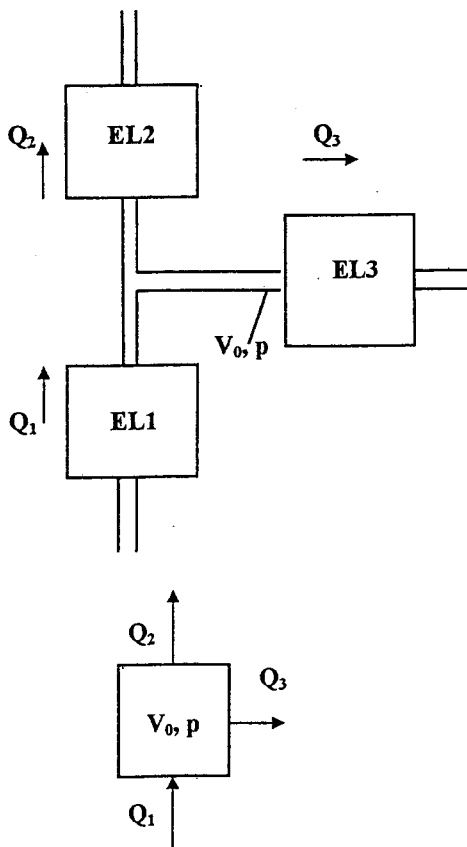 EL2
Q₂
Q₃
EL3
V₀, p
EL1
Q₁
Q₂
Q₃
V₀, p
Q₁